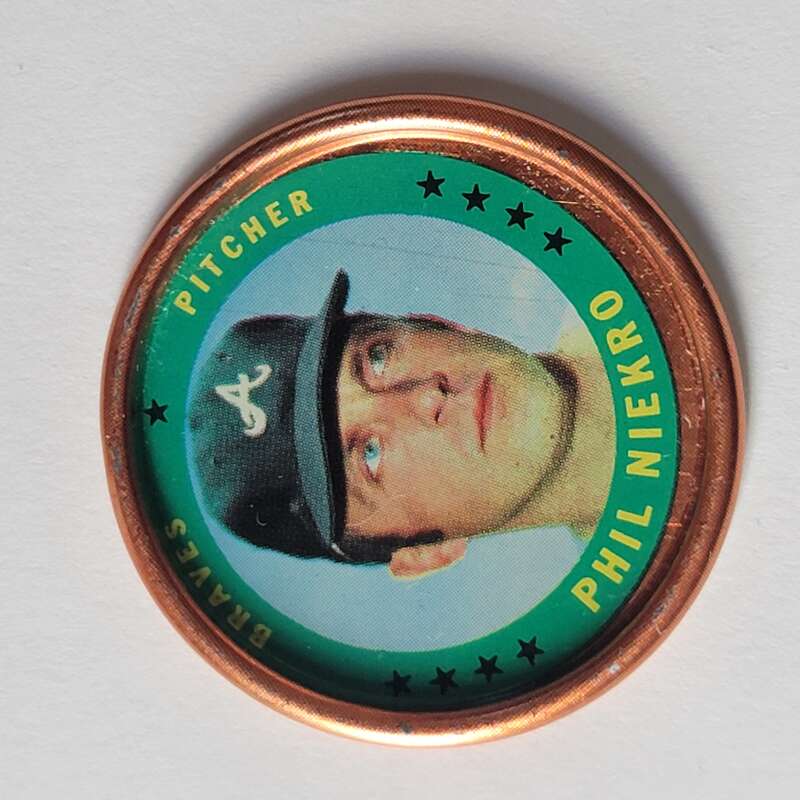 BRAVES
PITCHER
A
PHIL NIEKRO